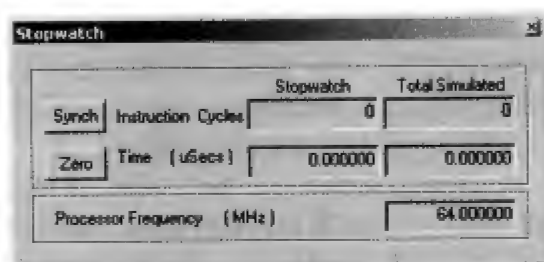 Stopwatch
Stopwatch Total Simulated
Synch Instruction Cycles 0 0
Zero Time (uSecs) 0.000000 0.000000
Processor Frequency (MHz) 64.000000